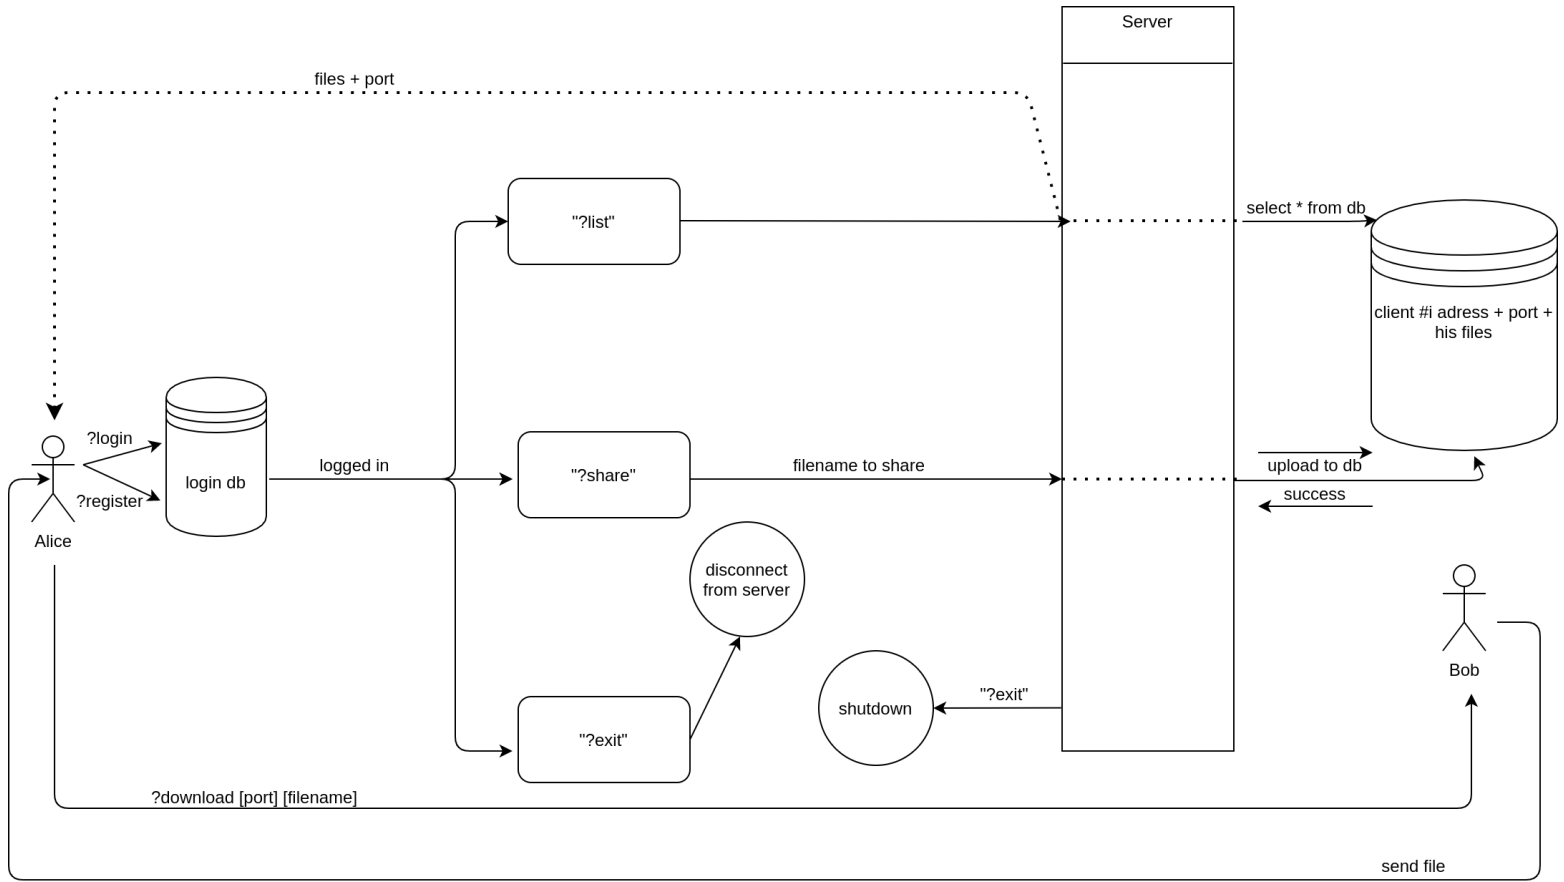 Server
files + port
select * from db
"?list"
client #i adress + port +
his files
?login
logged in
"?share"
filename to share
upload to db
login db
?register
success
Alice
disconnect
from server
Bob
"?exit"
shutdown
"?exit"
?download [port] [filename]
send file